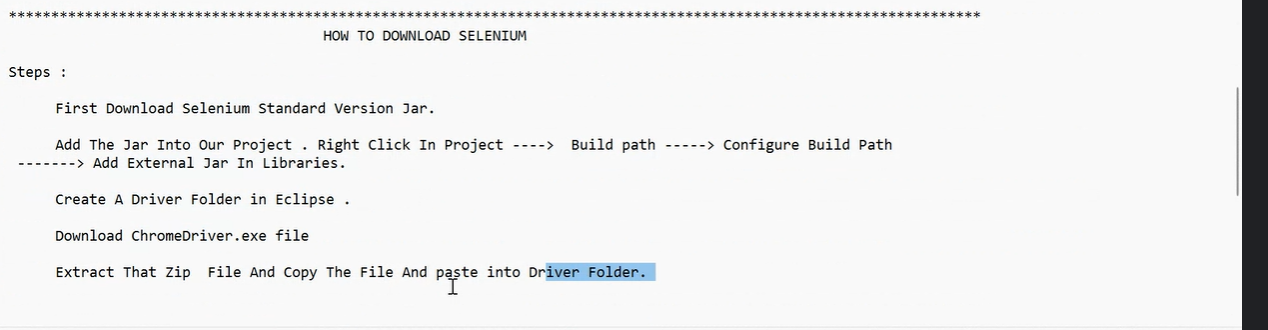 *******************************************************************************************************************
HOW TO DOWNLOAD SELENIUM
Steps :
First Download Selenium Standard Version Jar.
Add The Jar Into Our Project . Right Click In Project ----> Build path -----> Configure Build Path
-------> Add External Jar In Libraries.
Create A Driver Folder in Eclipse .
Download ChromeDriver.exe file
Extract That Zip File And Copy The File And paste into Driver Folder.